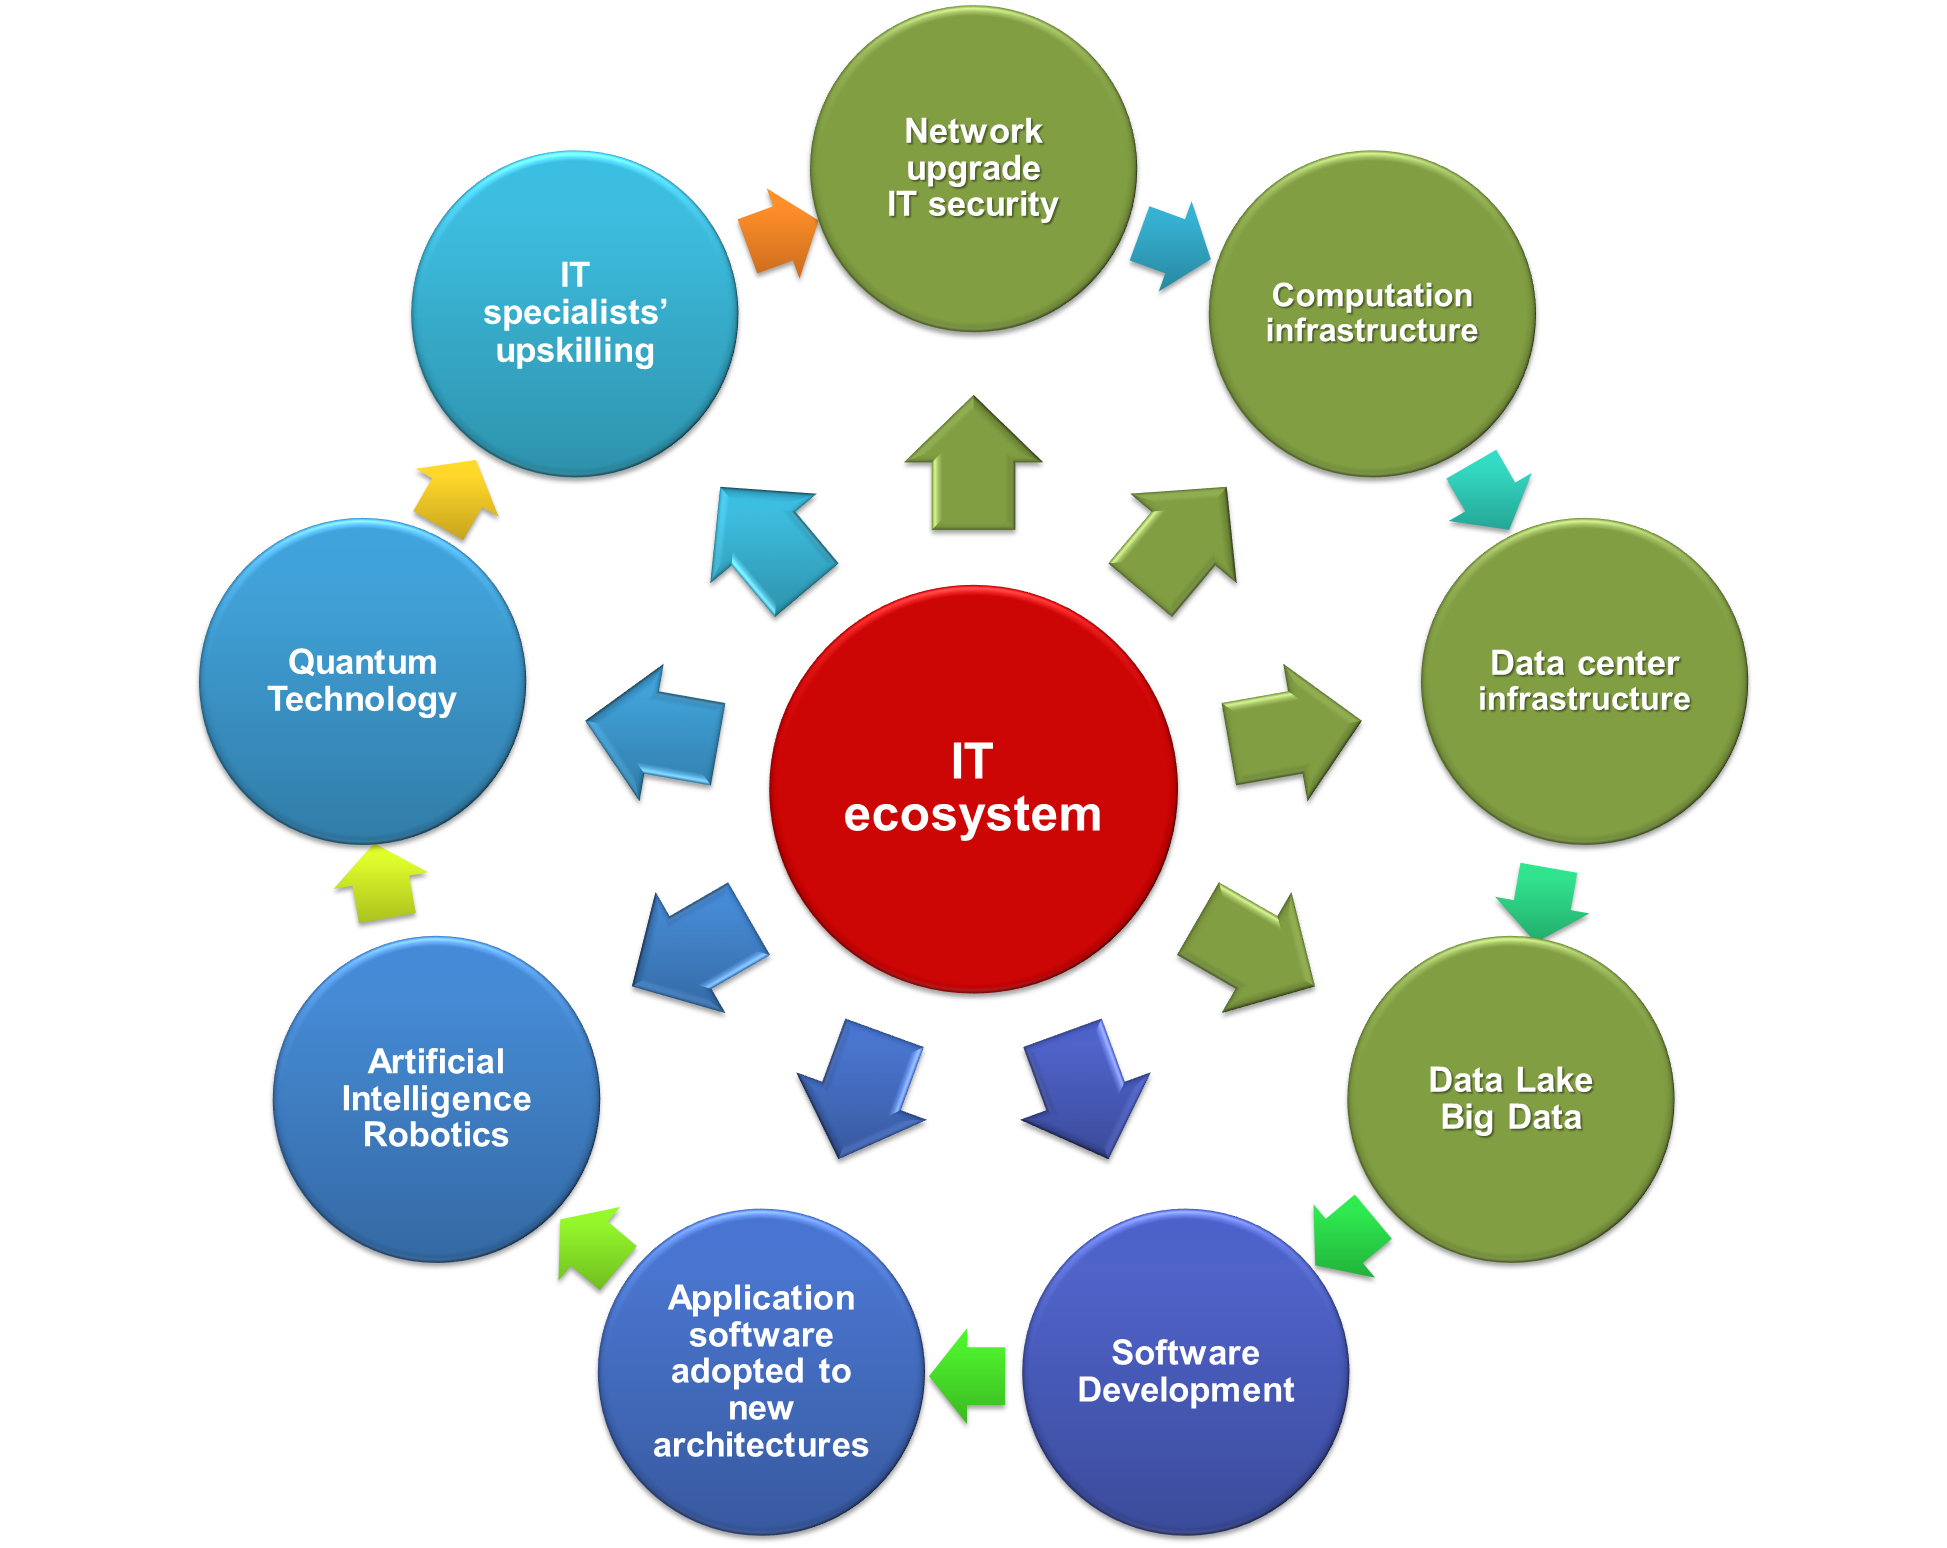 Network
upgrade
IT security
Computation
infrastructure
Data center
infrastructure
Data Lake
Big Data
Software
Development
Application
software
adopted to
new
architectures
Artificial
Intelligence
Robotics
Quantum
Technology
IT
specialists’
upskilling
IT
ecosystem